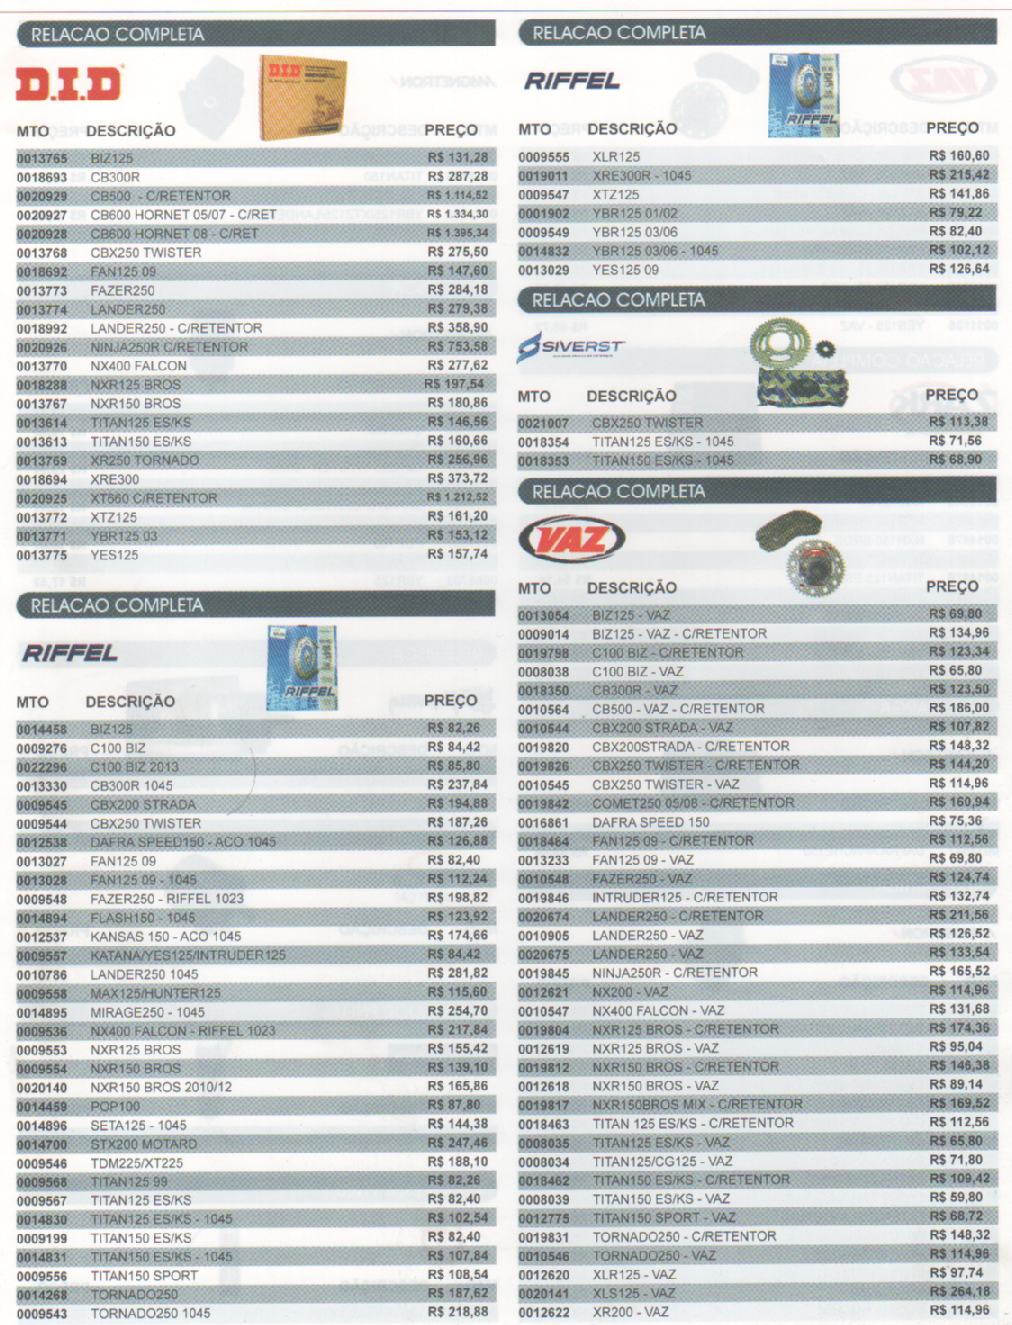 RELACAO COMPLETA
D.I.D
MTO DESCRIÇÃO PREÇO
0013765 BIZ125 R$ 131,28
0018693 CB300R R$ 287,28
0020929 CB500 - C/RETENTOR R$ 1.114,52
0020927 CB600 HORNET 05/07 - C/RET R$ 1.334,30
0020928 CB600 HORNET 08 - C/RET R$ 1.395,34
0013768 CBX250 TWISTER R$ 275,50
0018692 FAN125 09 R$ 147,60
0013773 FAZER250 R$ 284,18
0013774 LANDER250 R$ 279,38
0018992 LANDER250 - C/RETENTOR R$ 358,90
0020926 NINJA250R C/RETENTOR R$ 753,58
0013770 NX400 FALCON R$ 277,62
0018288 NXR125 BROS R$ 197,54
0013767 NXR150 BROS R$ 180,86
0013614 TITAN125 ES/KS R$ 146,56
0013613 TITAN150 ES/KS R$ 160,66
0013769 XR250 TORNADO R$ 256,96
0018694 XRE300 R$ 373,72
0020925 XT660 C/RETENTOR R$ 1.212,52
0013772 XTZ125 R$ 161,20
0013771 YBR125 03 R$ 153,12
0013775 YES125 R$ 157,74
RELACAO COMPLETA
RIFFEL
MTO DESCRIÇÃO PREÇO
0014458 BIZ125 R$ 82,26
0009276 C100 BIZ R$ 84,42
0022296 C100 BIZ 2013 R$ 85,80
0013330 CB300R 1045 R$ 237,84
0009545 CBX200 STRADA R$ 194,88
0009544 CBX250 TWISTER R$ 187,26
0012538 DAFRA SPEED150 - ACO 1045 R$ 126,88
0013027 FAN125 09 R$ 82,40
0013028 FAN125 09 - 1045 R$ 112,24
0009548 FAZER250 - RIFFEL 1023 R$ 198,82
0014894 FLASH150 - 1045 R$ 123,92
0012537 KANSAS 150 - ACO 1045 R$ 174,66
0009557 KATANA/YES125/INTRUDER125 R$ 84,42
0010786 LANDER250 1045 R$ 281,82
0009558 MAX125/HUNTER125 R$ 115,60
0014895 MIRAGE250 - 1045 R$ 254,70
0009536 NX400 FALCON - RIFFEL 1023 R$ 217,84
0009553 NXR125 BROS R$ 155,42
0009554 NXR150 BROS R$ 139,10
0020140 NXR150 BROS 2010/12 R$ 165,86
0014459 POP100 R$ 87,80
0014896 SETA125 - 1045 R$ 144,38
0014700 STX200 MOTARD R$ 247,46
0009546 TDM225/XT225 R$ 188,10
0009568 TITAN125 99 R$ 82,26
0009567 TITAN125 ES/KS R$ 82,40
0014830 TITAN125 ES/KS - 1045 R$ 102,54
0009199 TITAN150 ES/KS R$ 82,40
0014831 TITAN150 ES/KS - 1045 R$ 107,84
0009556 TITAN150 SPORT R$ 108,54
0014268 TORNADO250 R$ 187,62
0009543 TORNADO250 1045 R$ 218,88
RELACAO COMPLETA
RIFFEL
MTO DESCRIÇÃO PREÇO
0009555 XLR125 R$ 160,60
0019011 XRE300R - 1045 R$ 215,42
0009547 XTZ125 R$ 141,86
0001902 YBR125 01/02 R$ 79,22
0009549 YBR125 03/06 R$ 82,40
0014832 YBR125 03/06 - 1045 R$ 102,12
0013029 YES125 09 R$ 126,64
RELACAO COMPLETA
SIVERST
MTO DESCRIÇÃO PREÇO
0021007 CBX250 TWISTER R$ 113,38
0018354 TITAN125 ES/KS - 1045 R$ 71,56
0018353 TITAN150 ES/KS - 1045 R$ 68,90
RELACAO COMPLETA
VAZ
MTO DESCRIÇÃO PREÇO
0013054 BIZ125 - VAZ R$ 69,80
0009014 BIZ125 - VAZ - C/RETENTOR R$ 134,96
0019798 C100 BIZ - C/RETENTOR R$ 123,34
0008038 C100 BIZ - VAZ R$ 65,80
0018350 CB300R - VAZ R$ 123,50
0010564 CB500 - VAZ - C/RETENTOR R$ 186,00
0010544 CBX200 STRADA - VAZ R$ 107,82
0019820 CBX200STRADA - C/RETENTOR R$ 148,32
0019826 CBX250 TWISTER - C/RETENTOR R$ 144,20
0010545 CBX250 TWISTER - VAZ R$ 114,96
0019842 COMET250 05/08 - C/RETENTOR R$ 160,94
0016861 DAFRA SPEED 150 R$ 75,36
0018464 FAN125 09 - C/RETENTOR R$ 112,56
0013233 FAN125 09 - VAZ R$ 69,80
0010548 FAZER250 - VAZ R$ 124,74
0019846 INTRUDER125 - C/RETENTOR R$ 132,74
0020674 LANDER250 - C/RETENTOR R$ 211,56
0010905 LANDER250 - VAZ R$ 126,52
0020675 LANDER250 - VAZ R$ 133,54
0019845 NINJA250R - C/RETENTOR R$ 165,52
0012621 NX200 - VAZ R$ 114,96
0010547 NX400 FALCON - VAZ R$ 131,68
0019804 NXR125 BROS - C/RETENTOR R$ 174,36
0012619 NXR125 BROS - VAZ R$ 95,04
0019812 NXR150 BROS - C/RETENTOR R$ 146,38
0012618 NXR150 BROS - VAZ R$ 89,14
0019817 NXR150BROS MIX - C/RETENTOR R$ 169,52
0018463 TITAN 125 ES/KS - C/RETENTOR R$ 112,56
0008035 TITAN125 ES/KS - VAZ R$ 65,80
0008034 TITAN125/CG125 - VAZ R$ 71,80
0018462 TITAN150 ES/KS - C/RETENTOR R$ 109,42
0008039 TITAN150 ES/KS - VAZ R$ 59,80
0012775 TITAN150 SPORT - VAZ R$ 68,72
0019831 TORNADO250 - C/RETENTOR R$ 148,32
0010546 TORNADO250 - VAZ R$ 114,96
0012620 XLR125 - VAZ R$ 97,74
0020141 XLS125 - VAZ R$ 264,18
0012622 XR200 - VAZ R$ 114,96